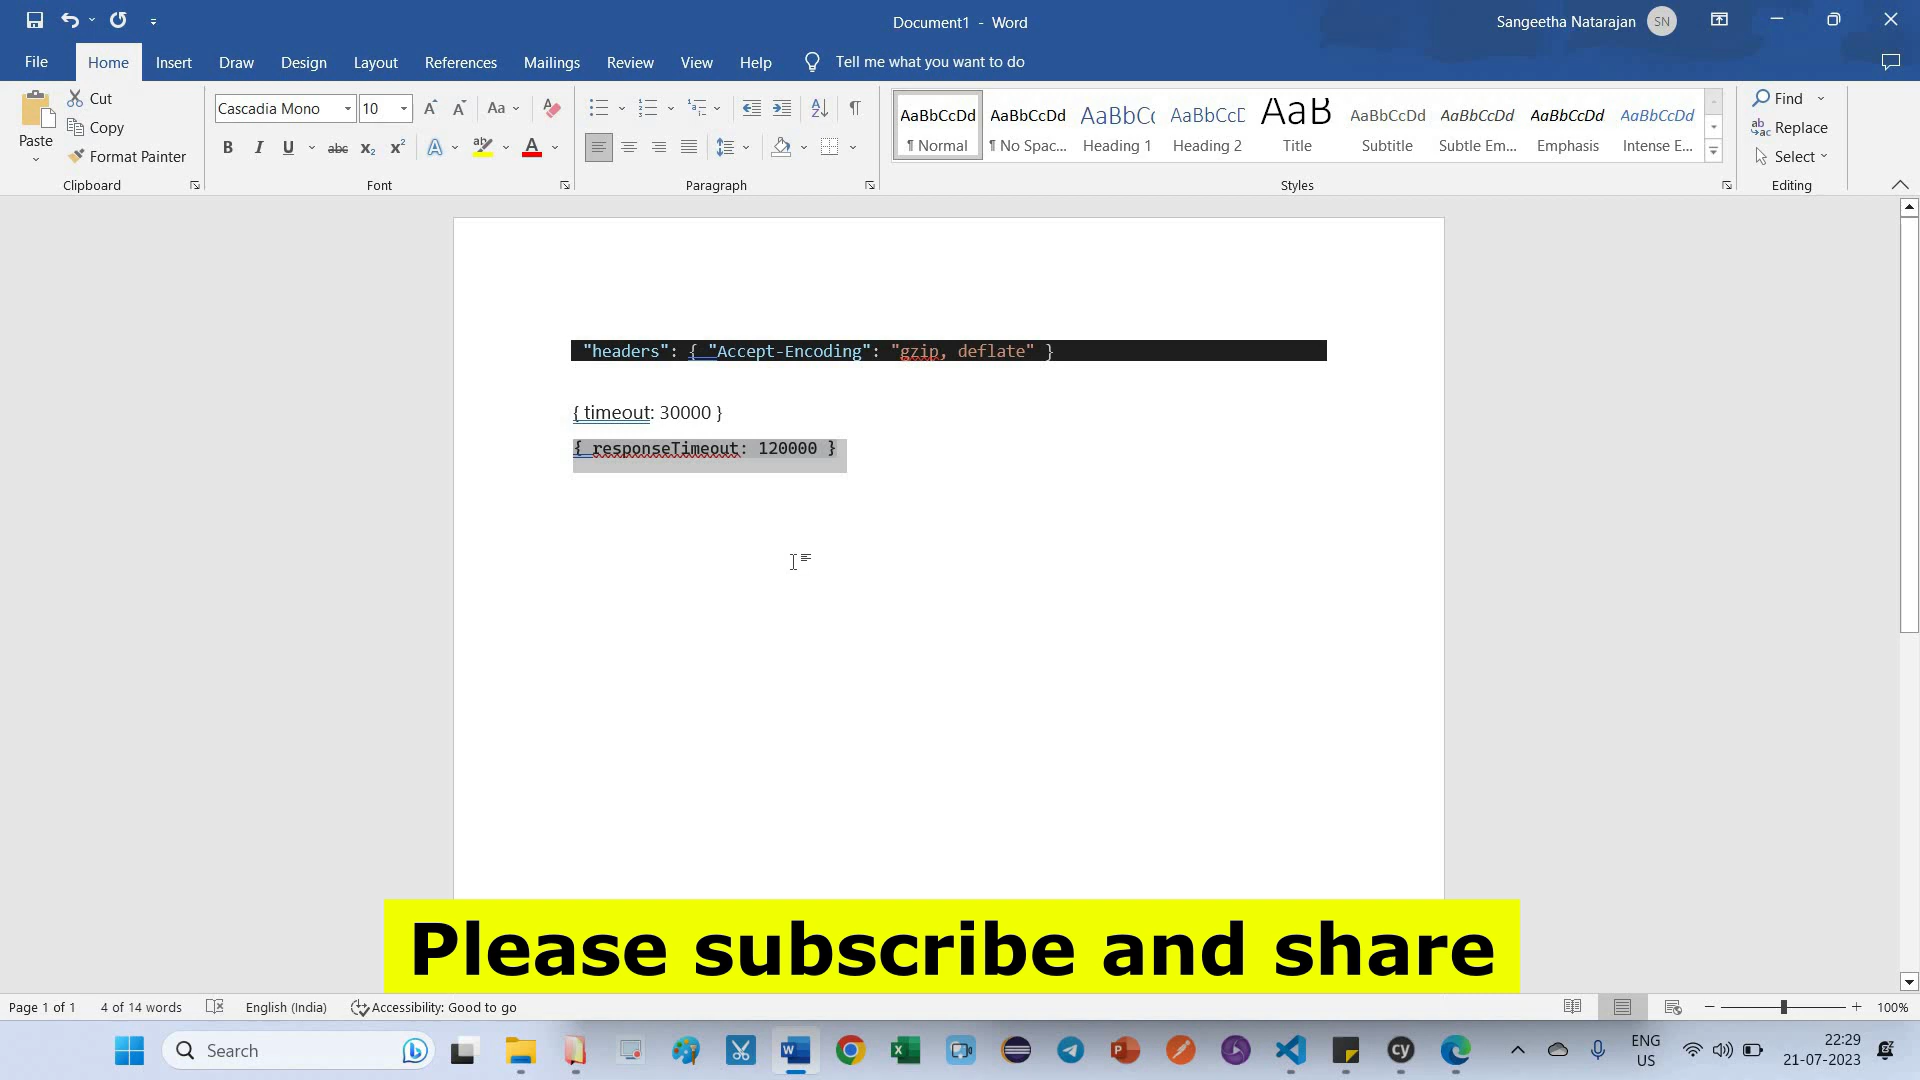 Document1 - Word
Sangeetha Natarajan
SN
File
Home
Insert
Draw
Design
Layout
References
Mailings
Review
View
Help
Tell me what you want to do
Paste
Cut
Copy
Format Painter
Clipboard
Cascadia Mono
10
Font
Paragraph
AaBbCcDd
¶ Normal
AaBbCcDd
¶ No Spac...
AaBbCc
Heading 1
AaBbCcD
Heading 2
AaB
Title
AaBbCcDd
Subtitle
AaBbCcDd
Subtle Em...
AaBbCcDd
Emphasis
AaBbCcDd
Intense E...
Styles
Find
Replace
Select
Editing
"headers": { "Accept-Encoding": "gzip, deflate" }
{ timeout: 30000 }
{ responseTimeout: 120000 }
Please subscribe and share
Page 1 of 1
4 of 14 words
English (India)
Accessibility: Good to go
100%
Search
ENG
US
22:29
21-07-2023